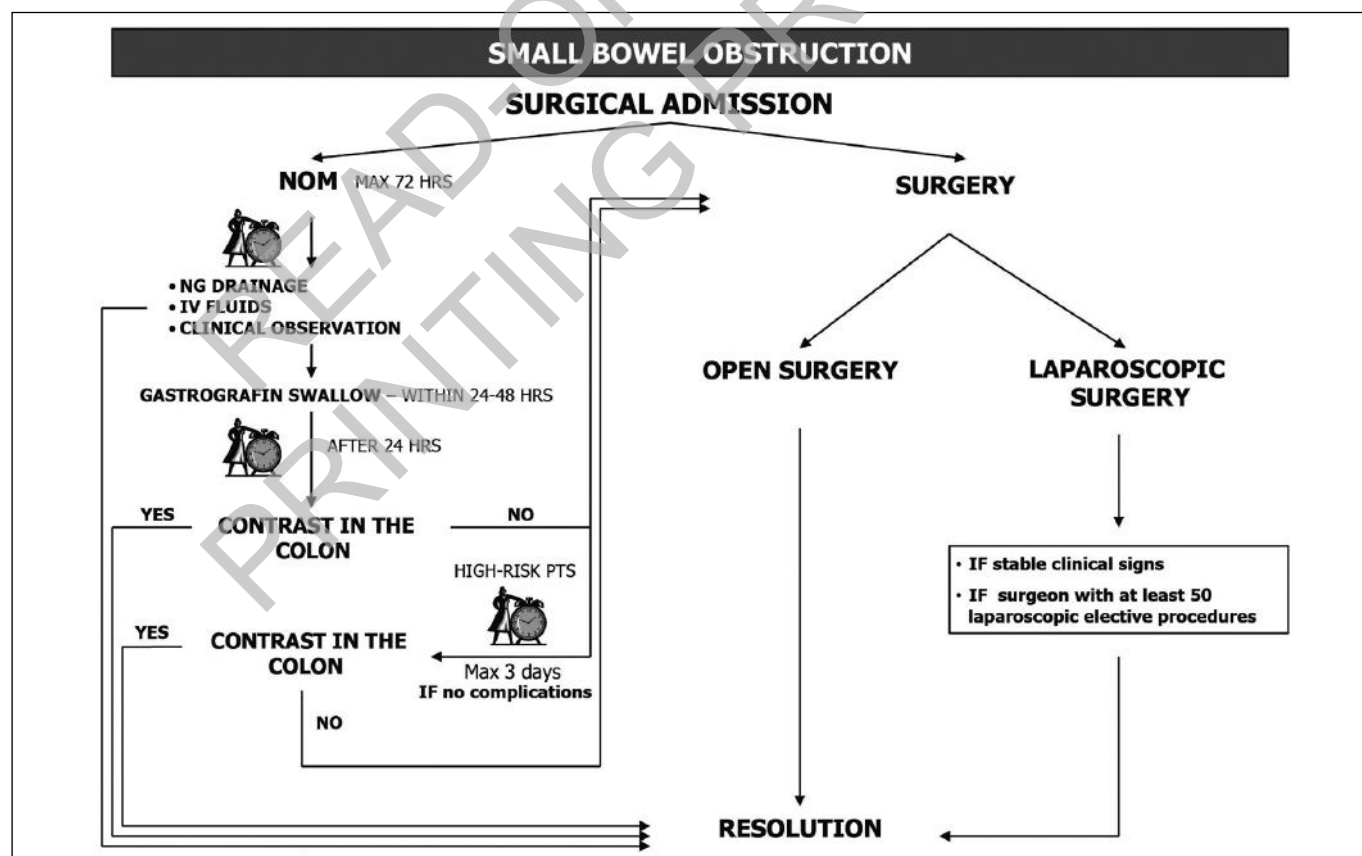 SMALL BOWEL OBSTRUCTION
SURGICAL ADMISSION
NOM MAX 72 HRS
SURGERY
• NG DRAINAGE
• IV FLUIDS
• CLINICAL OBSERVATION
OPEN SURGERY
LAPAROSCOPIC
SURGERY
GASTROGRAFIN SWALLOW – WITHIN 24-48 HRS
AFTER 24 HRS
YES
CONTRAST IN THE
COLON
NO
HIGH-RISK PTS
• IF stable clinical signs
• IF surgeon with at least 50
laparoscopic elective procedures
YES
CONTRAST IN THE
COLON
Max 3 days
IF no complications
NO
RESOLUTION
READ-O
PRINTING PR